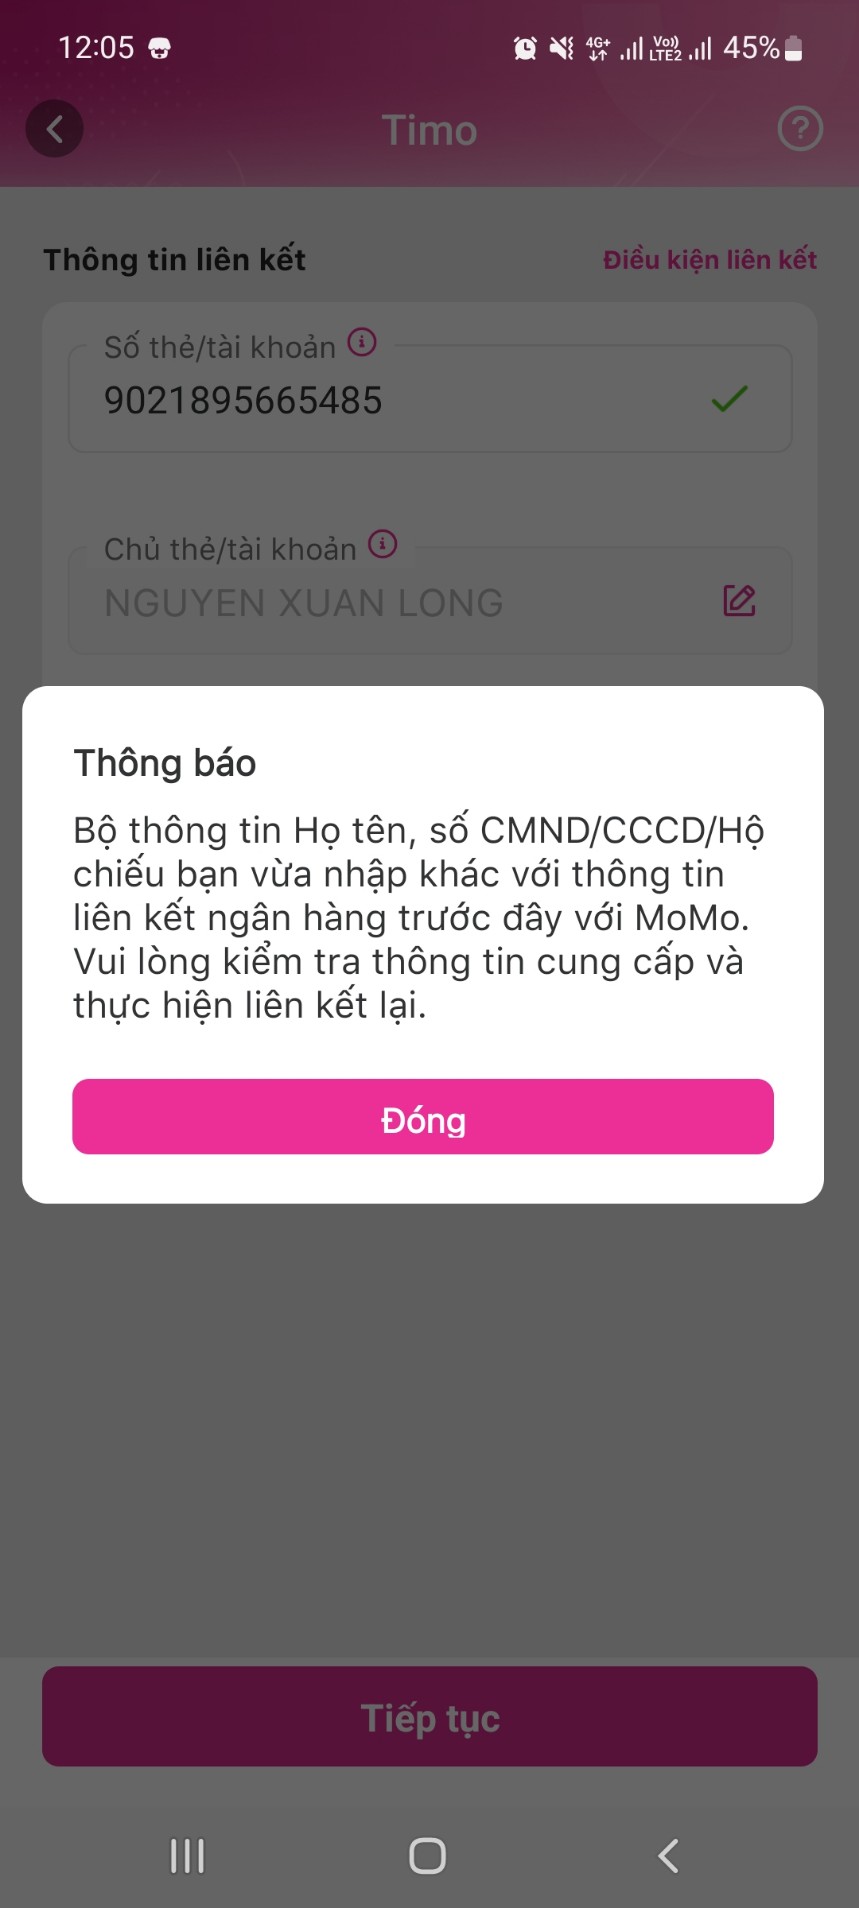 12:05
4G+ Vo)) LTE2 45%
Timo
?
Thông tin liên kết
Điều kiện liên kết
Số thẻ/tài khoản
9021895665485
Chủ thẻ/tài khoản
NGUYEN XUAN LONG
Thông báo
Bộ thông tin Họ tên, số CMND/CCCD/Hộ
chiếu bạn vừa nhập khác với thông tin
liên kết ngân hàng trước đây với MoMo.
Vui lòng kiểm tra thông tin cung cấp và
thực hiện liên kết lại.
Đóng
Tiếp tục